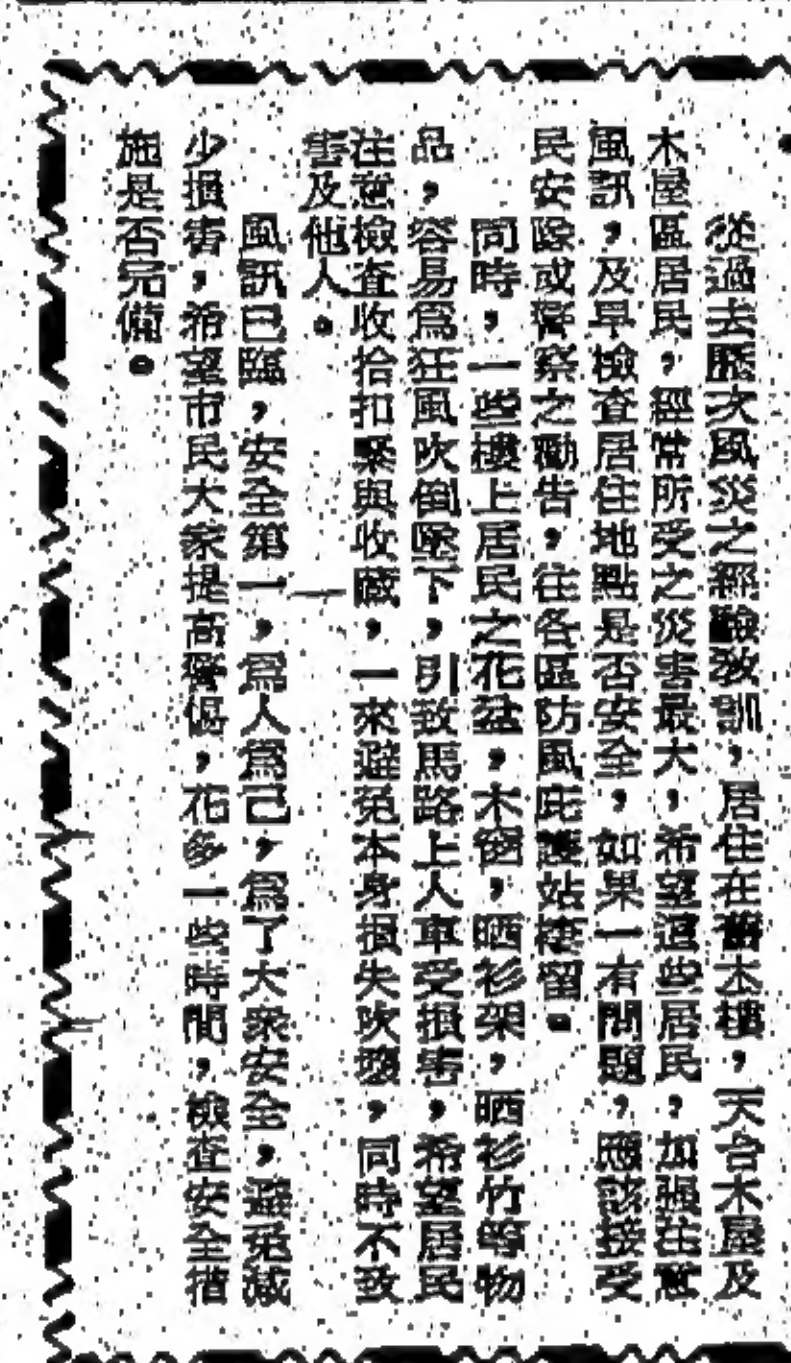 從過去歷次風災之經驗教訓，居住在舊木樓，天台木屋及
木屋區居民，經常所受之災害最大，希望這些居民，加强注意
風訊，及早檢查居住地點是否安全，如果一有問題，應該接受
民安隊或警察之勸告，往各區防風庇護站棲留。
同時，一些樓上居民之花盆，木窗，晒衫架，晒衫竹等物
品，容易爲狂風吹倒墜下，引致馬路上人車受損害，希望居民
注意檢查收拾扣緊與收藏，一來避免本身損失吹壞，同時不致
害及他人。
風訊已臨，安全第一，爲人爲己，爲了大衆安全，避免減
少損害，希望市民大家提高警惕，花多一些時間，檢查安全措
施是否完備。